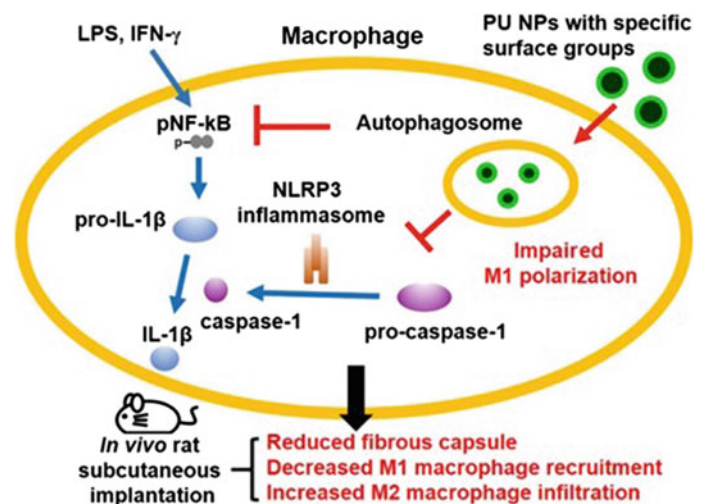 LPS, IFN-γ
Macrophage
PU NPs with specific
surface groups
pNF-kB
p
Autophagosome
NLRP3
inflammasome
pro-IL-1β
Impaired
M1 polarization
caspase-1
pro-caspase-1
IL-1β
In vivo rat
subcutaneous
implantation
Reduced fibrous capsule
Decreased M1 macrophage recruitment
Increased M2 macrophage infiltration